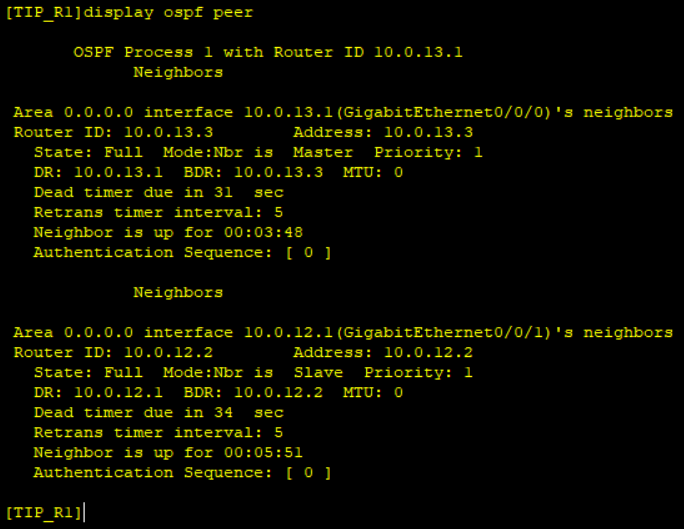 [TIP_R1]display ospf peer
OSPF Process 1 with Router ID 10.0.13.1
Neighbors
Area 0.0.0.0 interface 10.0.13.1(GigabitEthernet0/0/0)'s neighbors
Router ID: 10.0.13.3 Address: 10.0.13.3
State: Full Mode:Nbr is Master Priority: 1
DR: 10.0.13.1 BDR: 10.0.13.3 MTU: 0
Dead timer due in 31 sec
Retrans timer interval: 5
Neighbor is up for 00:03:48
Authentication Sequence: [ 0 ]
Neighbors
Area 0.0.0.0 interface 10.0.12.1(GigabitEthernet0/0/1)'s neighbors
Router ID: 10.0.12.2 Address: 10.0.12.2
State: Full Mode:Nbr is Slave Priority: 1
DR: 10.0.12.1 BDR: 10.0.12.2 MTU: 0
Dead timer due in 34 sec
Retrans timer interval: 5
Neighbor is up for 00:05:51
Authentication Sequence: [ 0 ]
[TIP_R1]